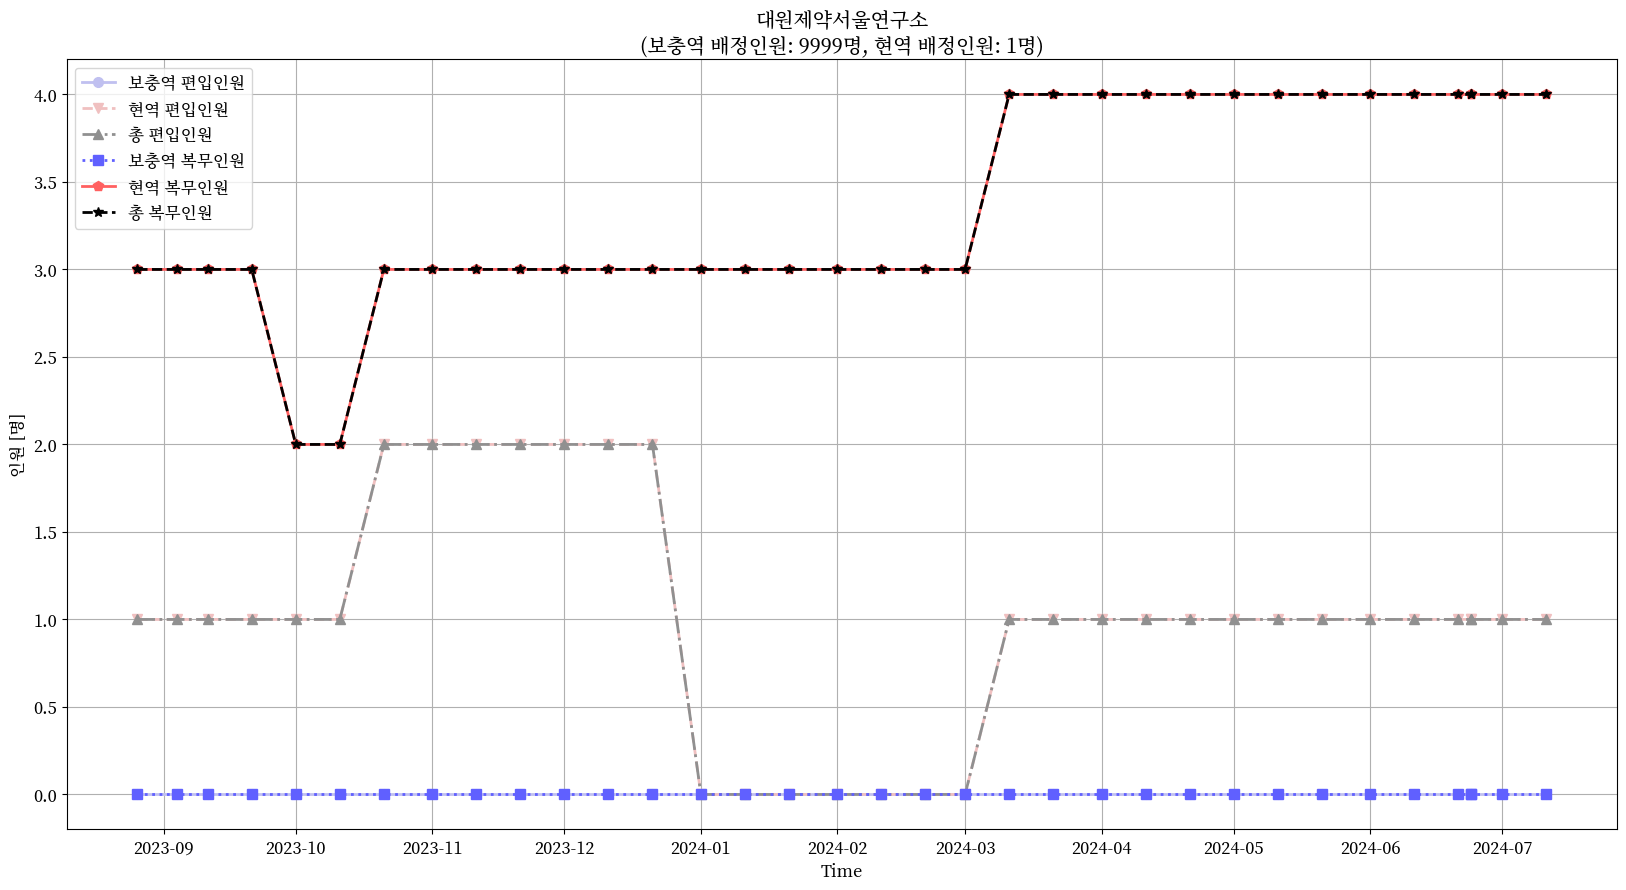 대원제약서울연구소
(보충역 배정인원: 9999명, 현역 배정인원: 1명)
보충역 편입인원
현역 편입인원
총 편입인원
보충역 복무인원
현역 복무인원
총 복무인원
인원 [명]
4.0
3.5
3.0
2.5
2.0
1.5
1.0
0.5
0.0
2023-09 2023-10 2023-11 2023-12 2024-01 2024-02 2024-03 2024-04 2024-05 2024-06 2024-07
Time